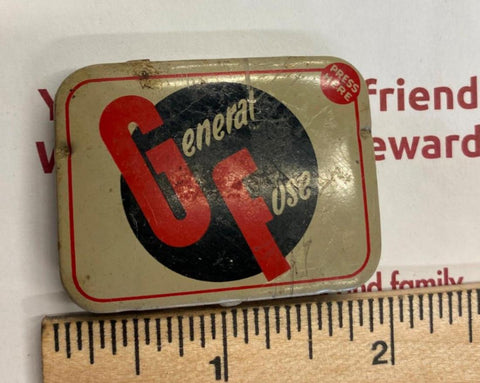 PRESS
HERE
General
Fuse
friend
eward
nd family
1
2